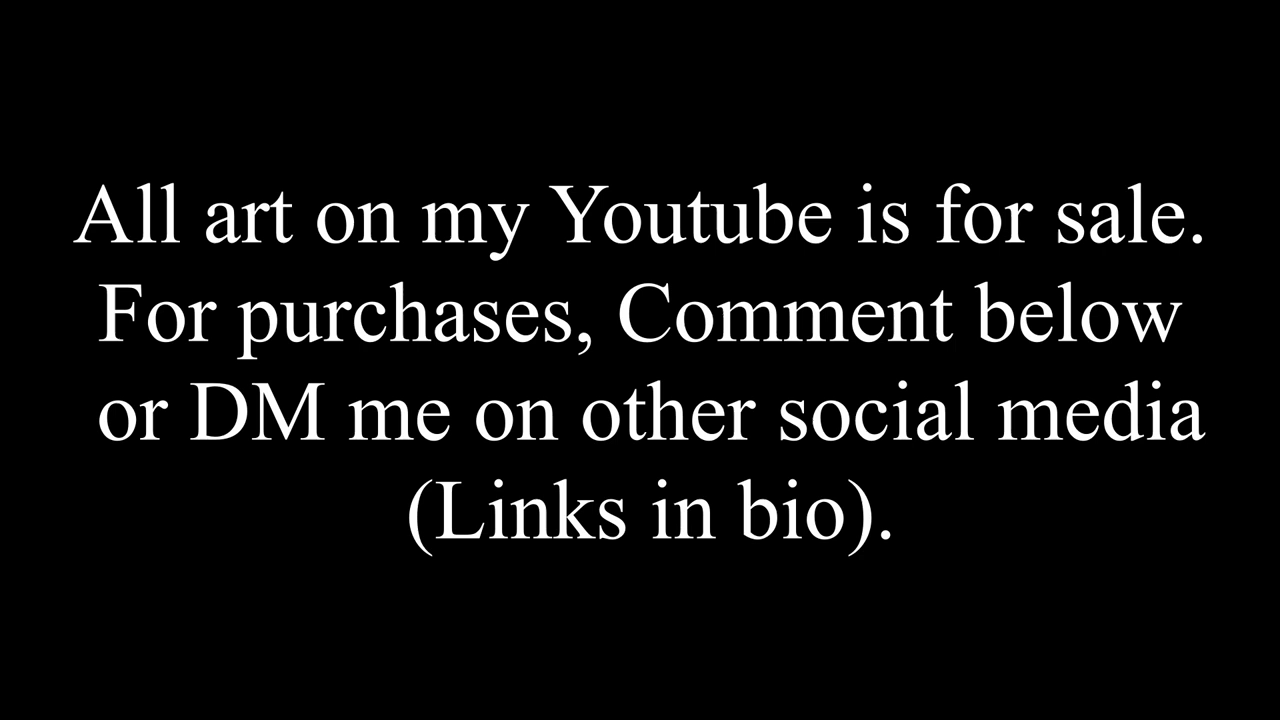 All art on my Youtube is for sale.
For purchases, Comment below
or DM me on other social media
(Links in bio).